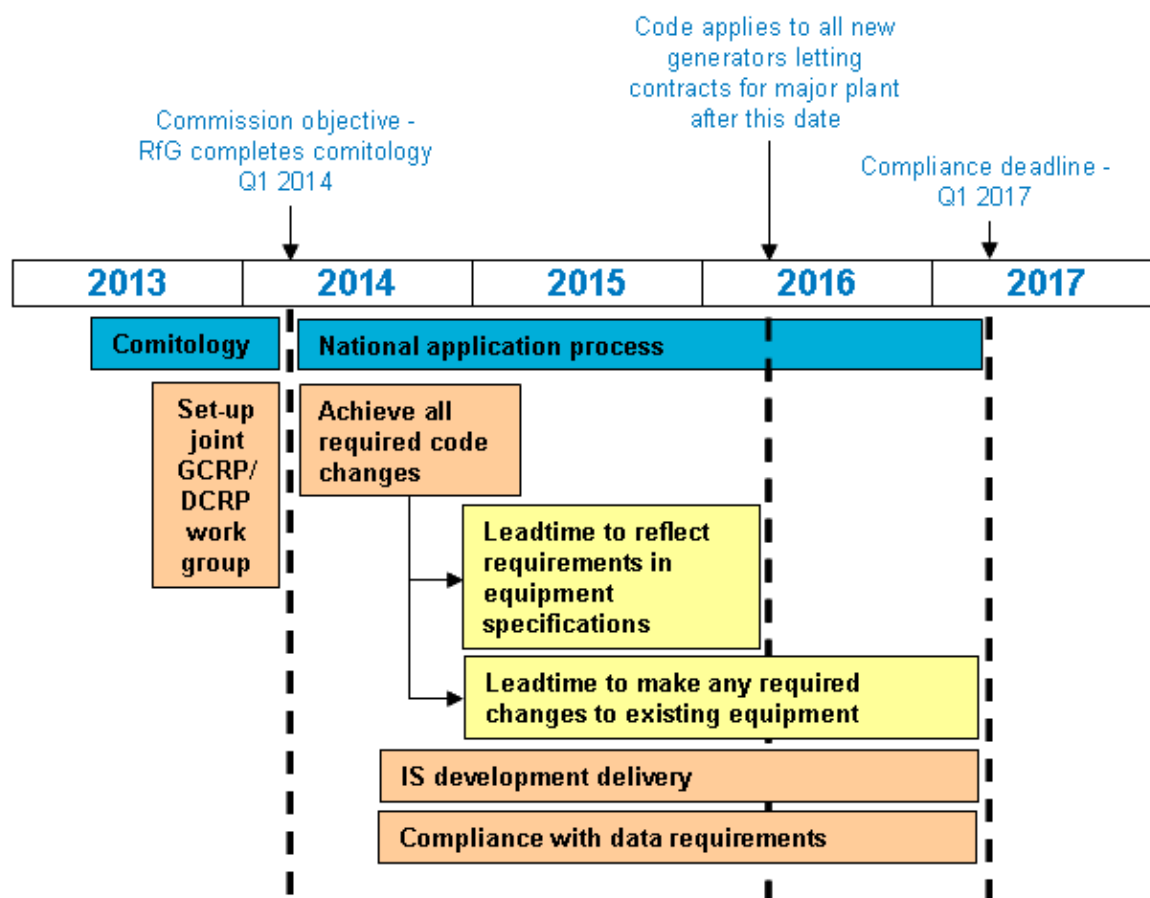 Code applies to all new
generators letting
contracts for major plant
after this date
Commission objective -
RfG completes comitology
Q1 2014
Compliance deadline -
Q1 2017
2013
2014
2015
2016
2017
Comitology
National application process
Set-up
joint
GCRP/
DCRP
work
group
Achieve all
required code
changes
Leadtime to reflect
requirements in
equipment
specifications
Leadtime to make any required
changes to existing equipment
IS development delivery
Compliance with data requirements